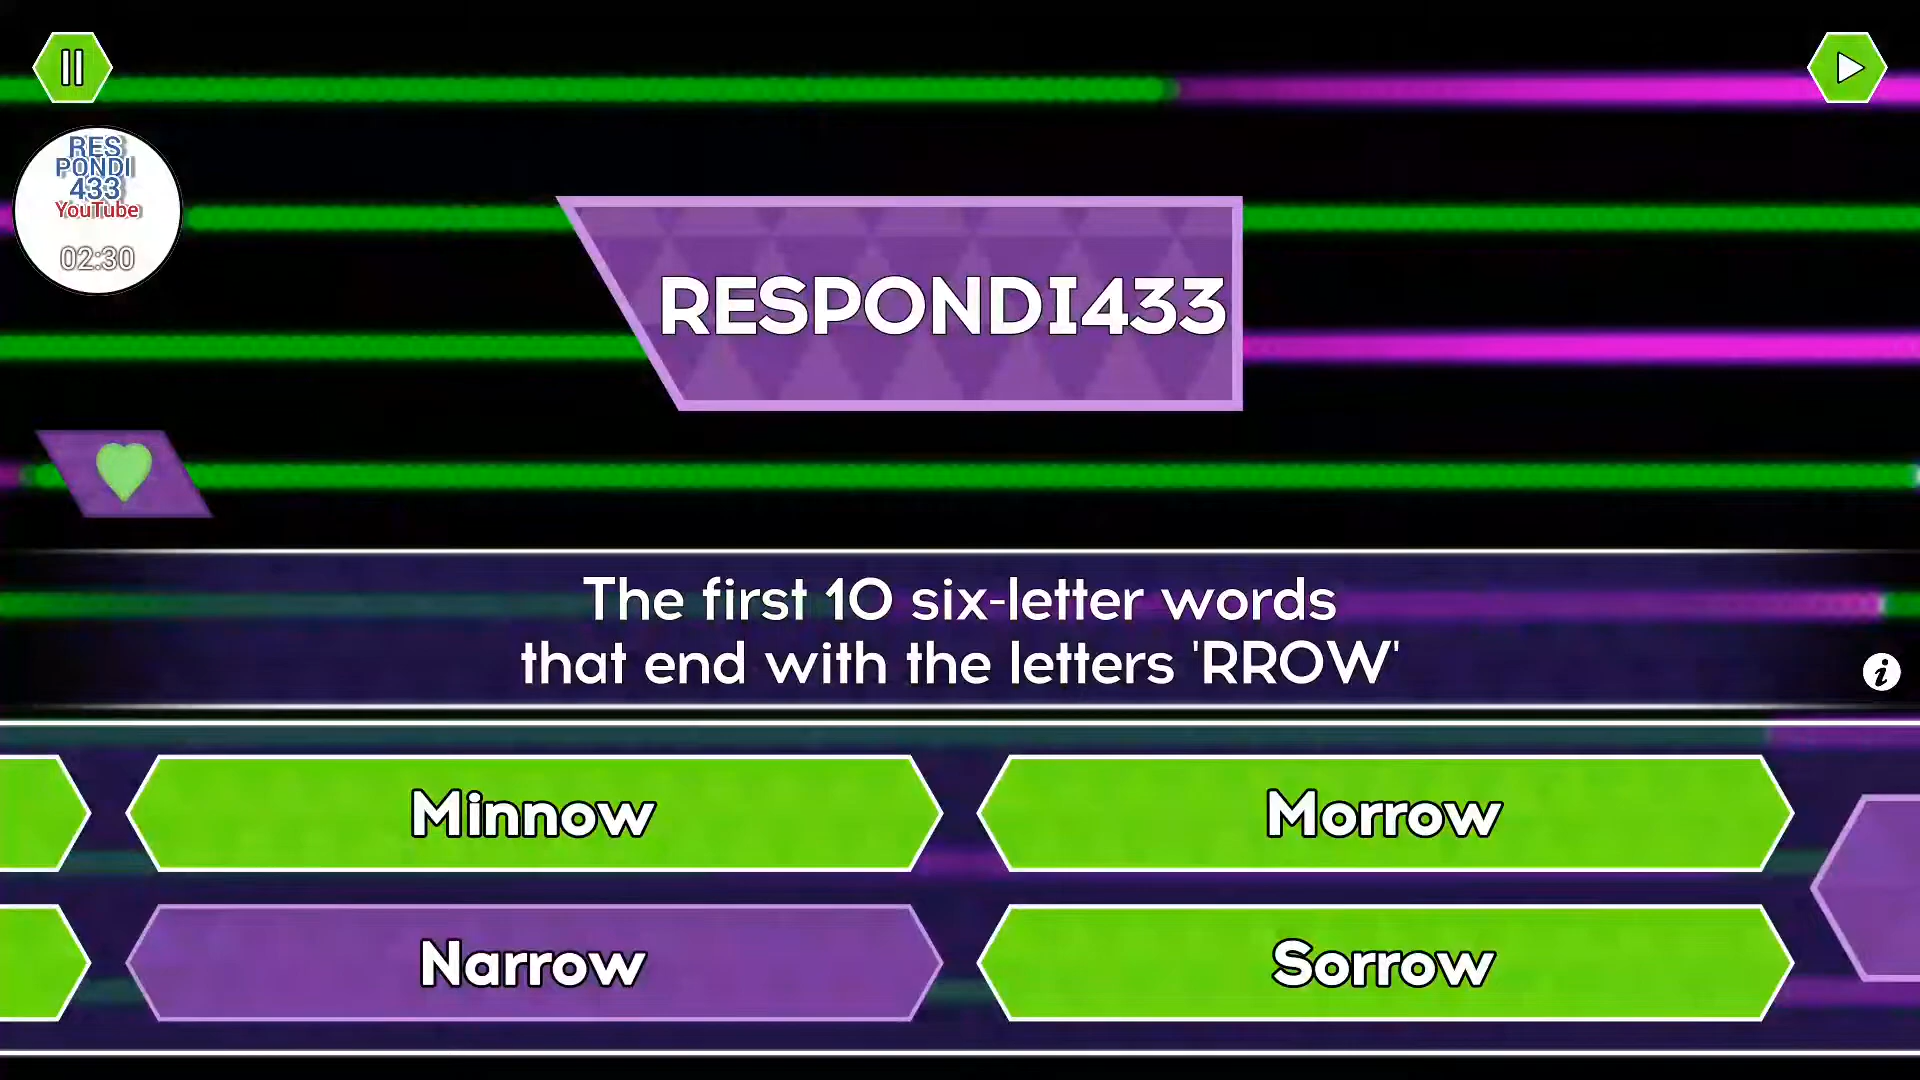 RES
PONDI
433
YouTube
02:30
RESPONDI433
The first 10 six-letter words
that end with the letters 'RROW'
i
Minnow
Morrow
Narrow
Sorrow